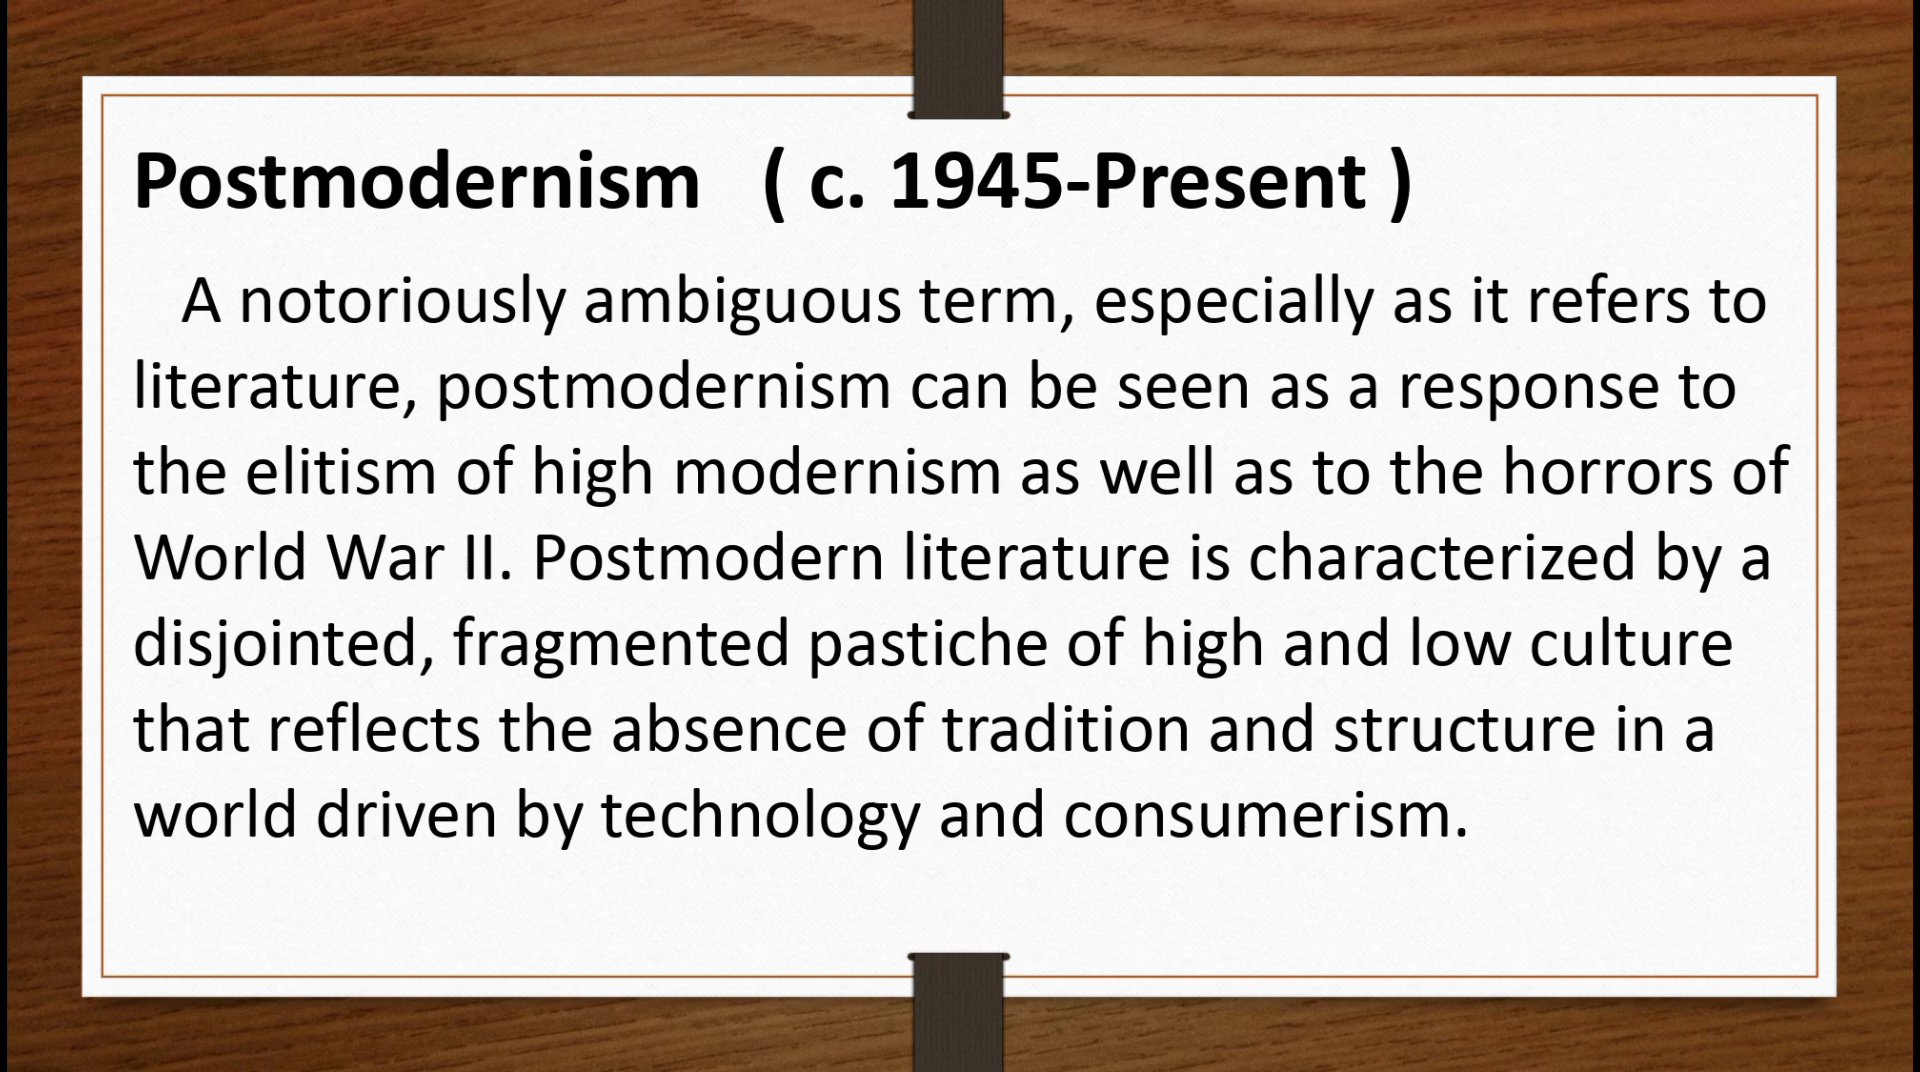 Postmodernism ( c. 1945-Present )
A notoriously ambiguous term, especially as it refers to
literature, postmodernism can be seen as a response to
the elitism of high modernism as well as to the horrors of
World War II. Postmodern literature is characterized by a
disjointed, fragmented pastiche of high and low culture
that reflects the absence of tradition and structure in a
world driven by technology and consumerism.